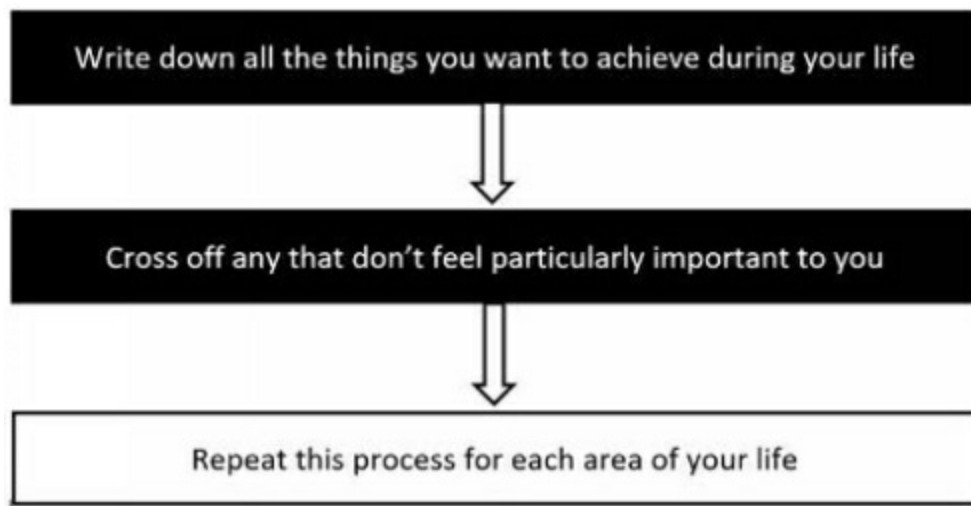 Write down all the things you want to achieve during your life
Cross off any that don’t feel particularly important to you
Repeat this process for each area of your life